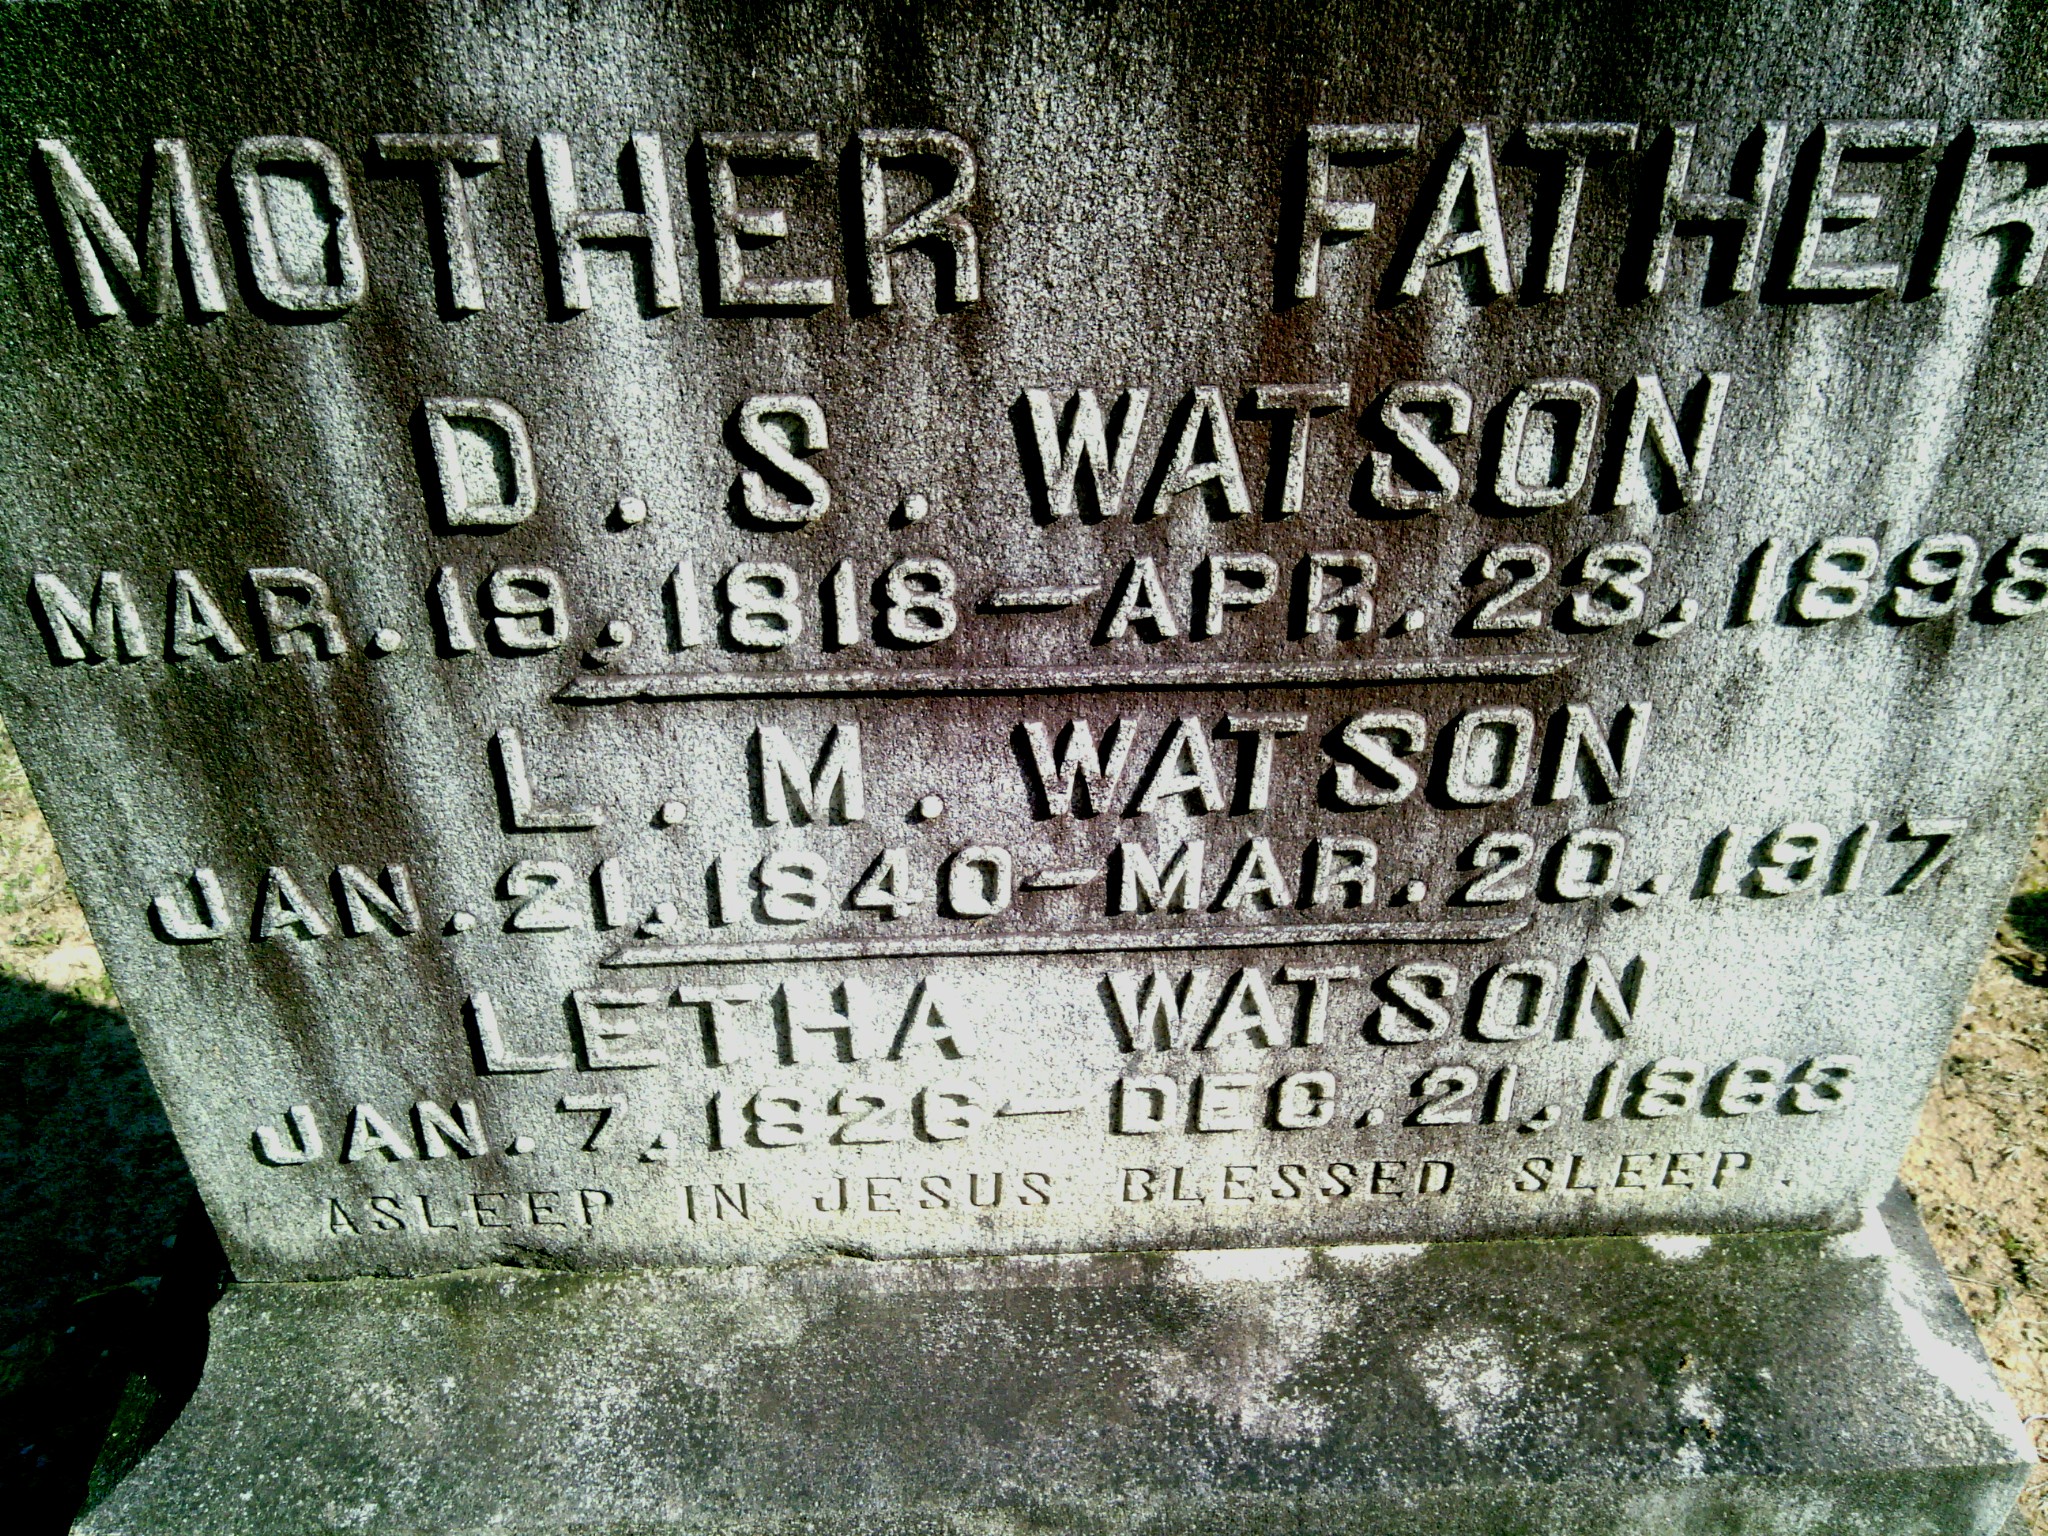 MOTHER FATHER
D. S. WATSON
MAR. 19, 1818 — APR. 23, 1898
L. M. WATSON
JAN. 21, 1840 — MAR. 20, 1917
LETHA WATSON
JAN. 7, 1826 — DEC. 21,
ASLEEP IN JESUS BLESSED SLEEP.